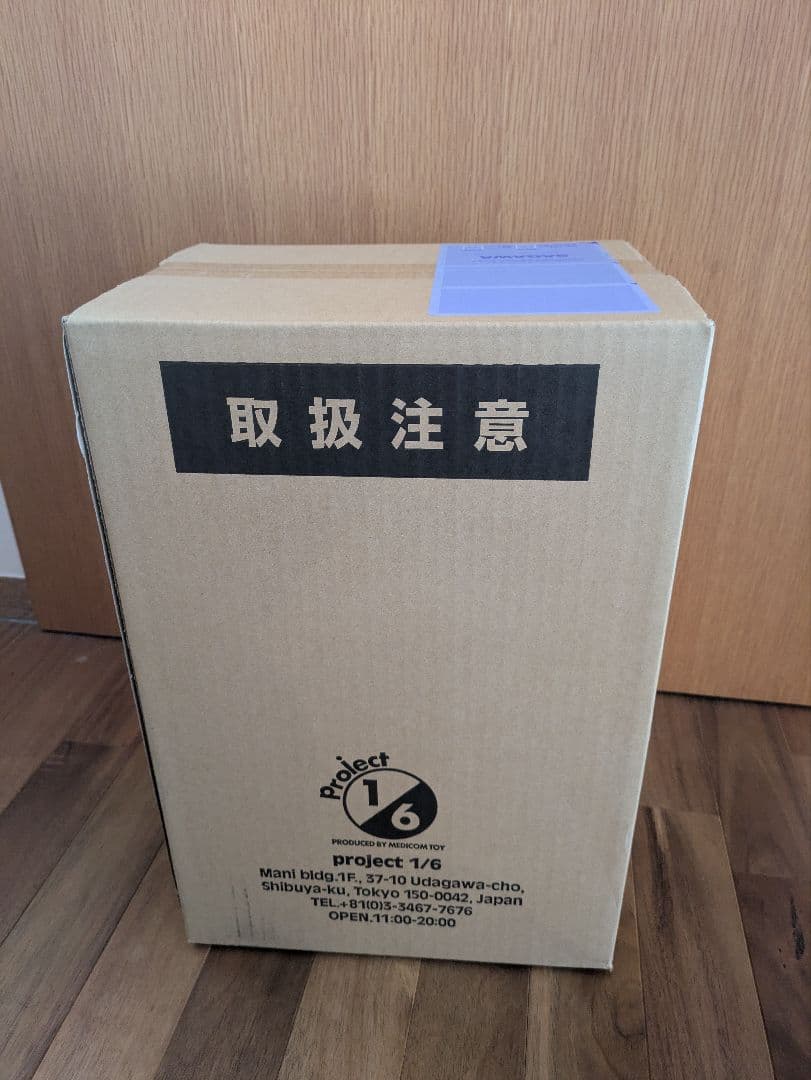 SAGAWA
取扱注意
Project
1/6
PRODUCED BY MEDICOM TOY
project 1/6
Mani bldg.1F., 37-10 Udagawa-cho,
Shibuya-ku, Tokyo 150-0042, Japan
TEL.+81(0)3-3467-7676
OPEN.11:00-20:00